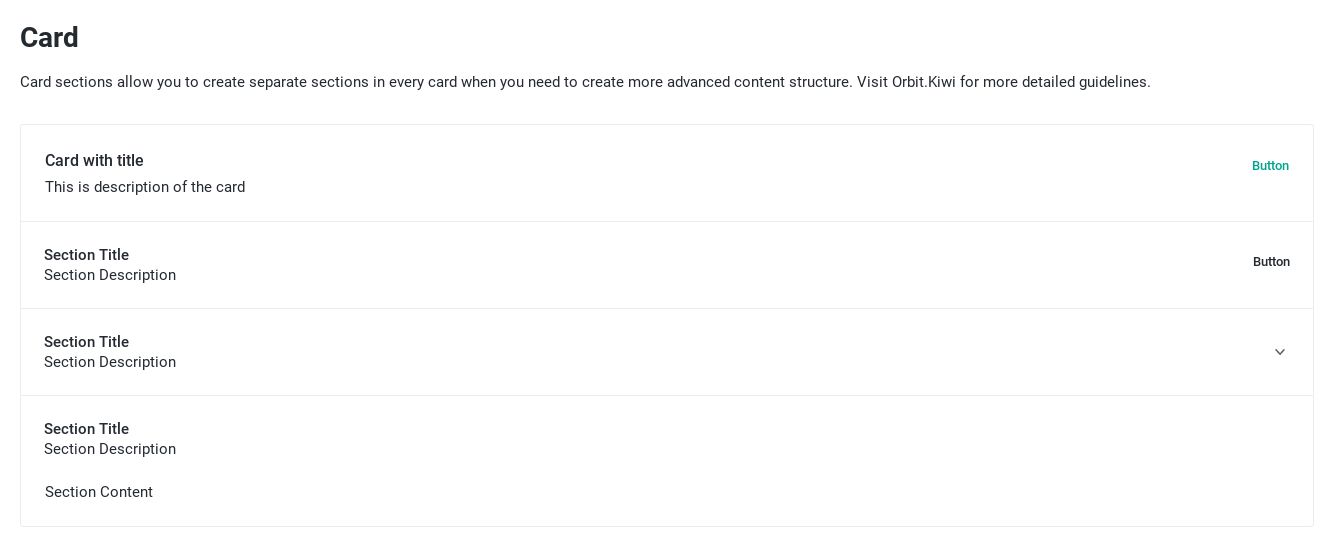 Card
Card sections allow you to create separate sections in every card when you need to create more advanced content structure. Visit Orbit.Kiwi for more detailed guidelines.
Card with title
Button
This is description of the card
Section Title
Section Description
Button
Section Title
Section Description
Section Title
Section Description
Section Content